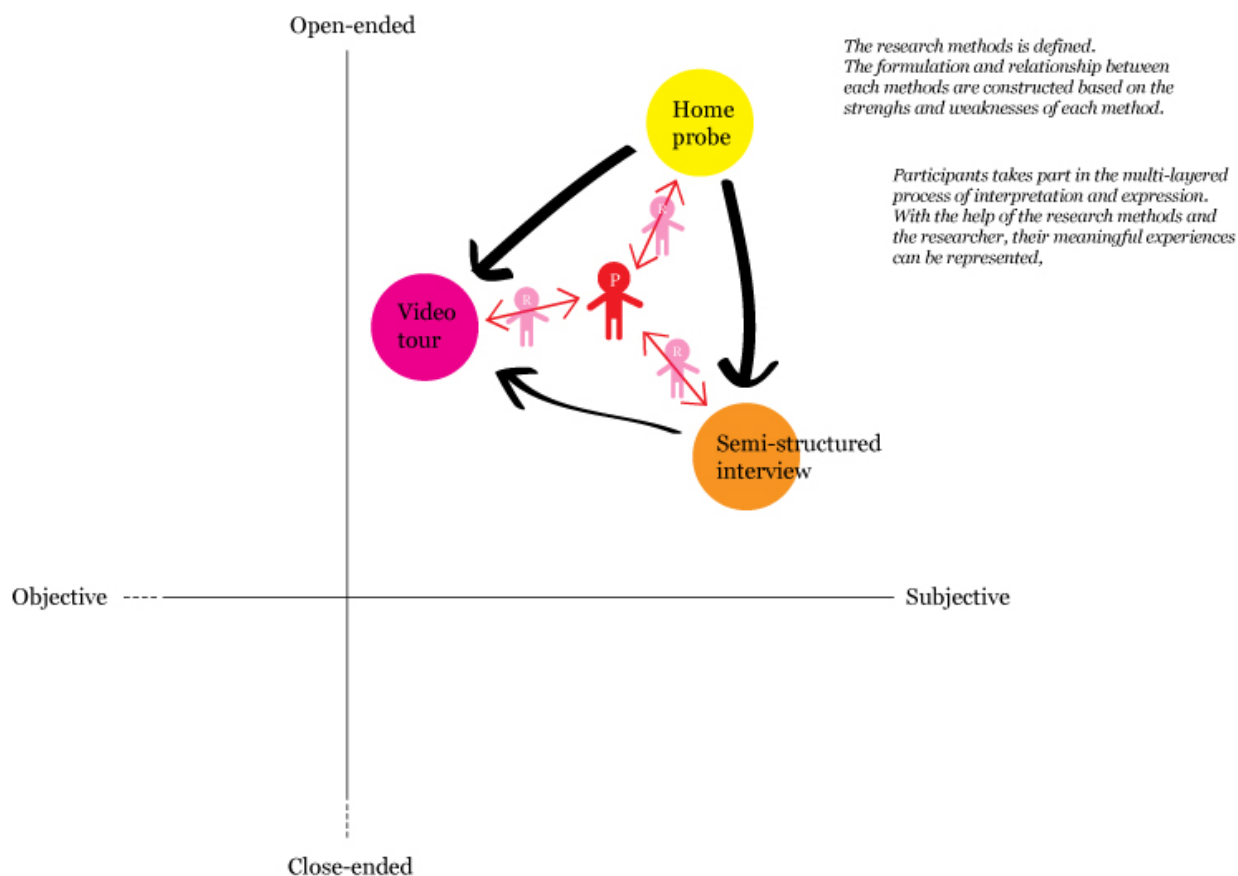 Open-ended
The research methods is defined.
The formulation and relationship between
each methods are constructed based on the
strenghs and weaknesses of each method.
Home
probe
Participants takes part in the multi-layered
process of interpretation and expression.
With the help of the research methods and
the researcher, their meaningful experiences
can be represented,
R
P
R
Video
tour
R
Semi-structured
interview
Objective
Subjective
Close-ended